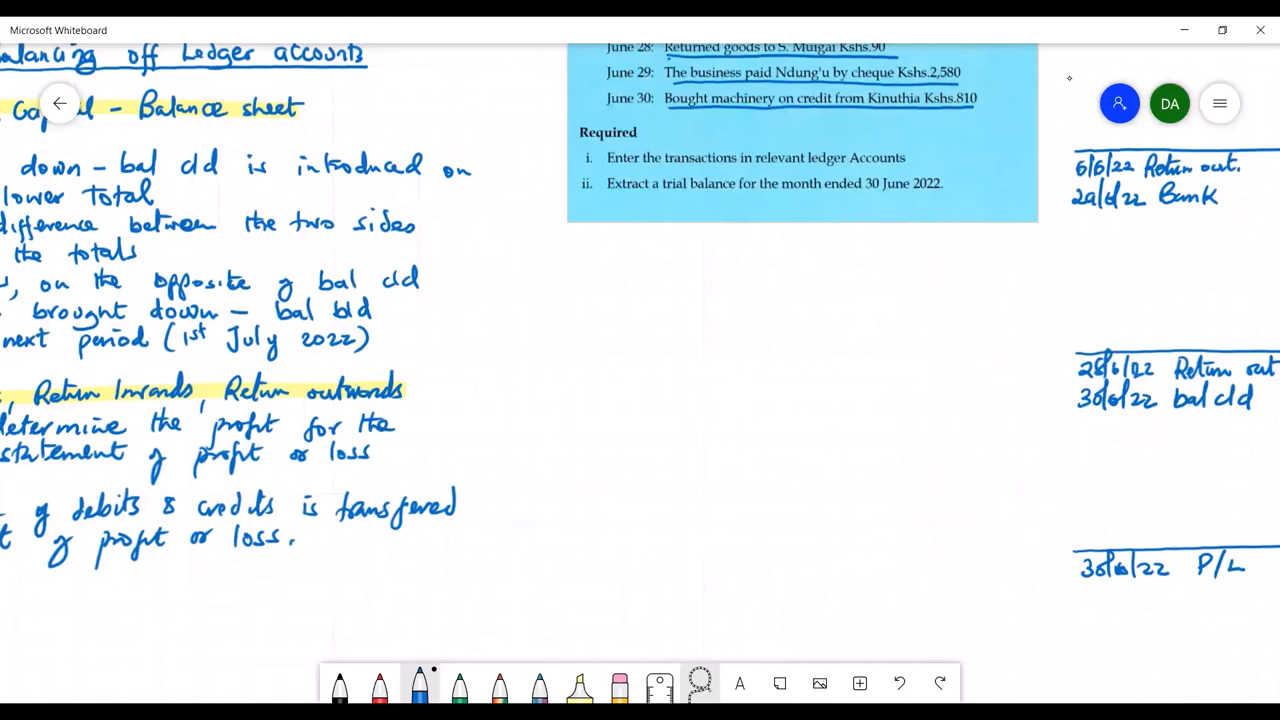 Microsoft Whiteboard
alancing off Ledger accounts
Capital - Balance sheet
down - bal c/d is introduced on
lower total
difference between the two sides
the totals
, on the opposite of bal c/d
brought down - bal b/d
next period (1st July 2022)
, Return Inwards, Return outwards
determine the profit for the
statement of profit or loss
of debits & credits is transferred
of profit or loss.
June 28: Returned goods to S. Muigai Kshs.90
June 29: The business paid Ndung'u by cheque Kshs.2,580
June 30: Bought machinery on credit from Kinuthia Kshs.810
Required
i. Enter the transactions in relevant ledger Accounts
ii. Extract a trial balance for the month ended 30 June 2022.
DA
6/6/22 Return out.
29/6/22 Bank
28/6/22 Return out
30/6/22 bal c/d
30/6/22 P/L
A